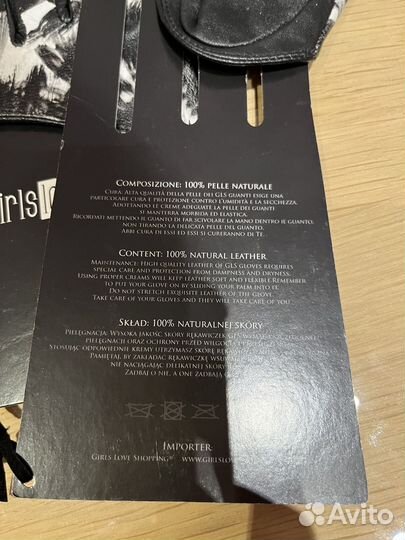 irls
Composizione: 100% pelle naturale
Cura: Alta qualità della pelle dei GLS guanti esige una
particolare cura e protezione contro l'umidità e la secchezza.
Adottando le creme adeguate la pelle dei guanti
si manterra morbida ed elastica.
Ricordati mettendo il guanto di far scivolare la mano dentro il guanto,
non tirando la delicata pelle del guanto.
Abbi cura di essi ed essi si cureranno di Te.
Content: 100% natural leather
Maintenance: High quality leather of GLS gloves requires
special care and protection from dampness and dryness.
Using proper creams will keep leather soft and flexible. Remember
to put your glove on by sliding your palm into it.
Do not stretch exquisite leather of the glove.
Take care of your gloves and they will take care of you!
Skład: 100% naturalnej skóry
Pielęgnacja: Wysoka jakość skóry rękawiczek GLS
pielęgnacji oraz ochrony przed
Stosując odpowiednie kremy utrzymasz skórę
Pamiętaj, by zakładać rękawiczkę
nie naciągając delikatnej skóry
Zadbaj o nie, a one zadbają o
Importer:
Girls Love Shopping® www.girlslo
Avito